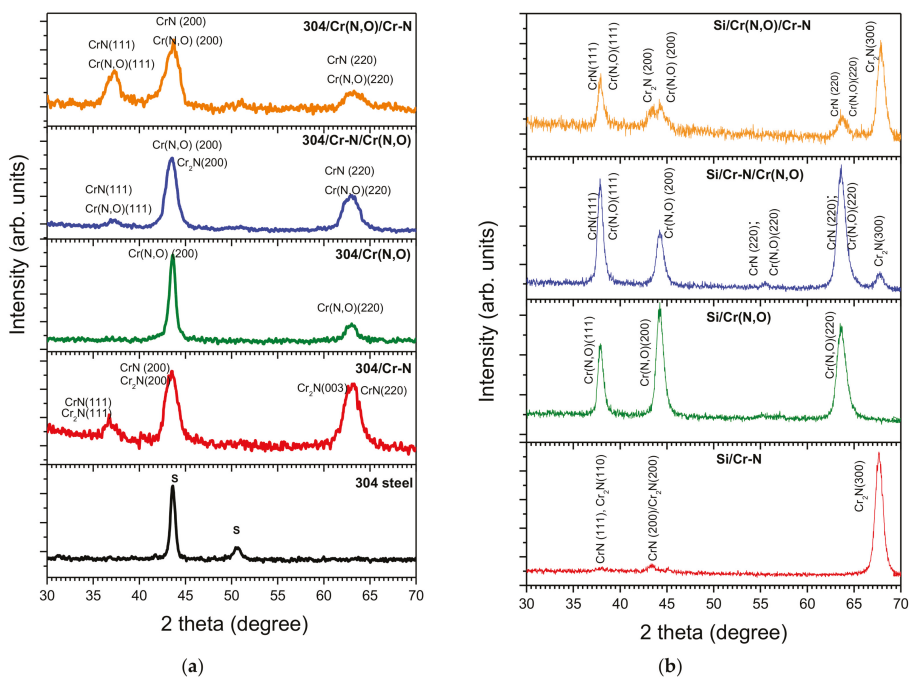 304/Cr(N,O)/Cr-N
CrN (200)
CrN(111)
Cr(N,O) (200)
Cr(N,O)(111)
CrN (220)
Cr(N,O)(220)
304/Cr-N/Cr(N,O)
Cr(N,O) (200)
Cr₂N(200)
CrN (220)
CrN(111)
Cr(N,O)(220)
Cr(N,O)(111)
304/Cr(N,O)
Cr(N,O) (200)
Cr(N,O)(220)
304/Cr-N
CrN (200)
Cr₂N(200)
Cr₂N(003)
CrN(220)
CrN(111)
Cr₂N(111)
304 steel
S
S
30 35 40 45 50 55 60 65 70
2 theta (degree)
Intensity (arb. units)
(a)
Si/Cr(N,O)/Cr-N
CrN(111)
Cr(N,O)(111)
Cr₂N (200)
Cr(N,O) (200)
CrN (220)
Cr(N,O)(220)
Cr₂N(300)
Si/Cr-N/Cr(N,O)
CrN(111)
Cr(N,O)(111)
Cr(N,O) (200)
CrN (220);
Cr(N,O)(220)
CrN (220);
Cr(N,O)(220)
Cr₂N(300)
Si/Cr(N,O)
Cr(N,O)(111)
Cr(N,O)(200)
Cr(N,O)(220)
Si/Cr-N
CrN (111), Cr₂N(110)
CrN (200)/Cr₂N(200)
Cr₂N(300)
30 35 40 45 50 55 60 65 70
2 theta (degree)
Intensity (arb. units)
(b)